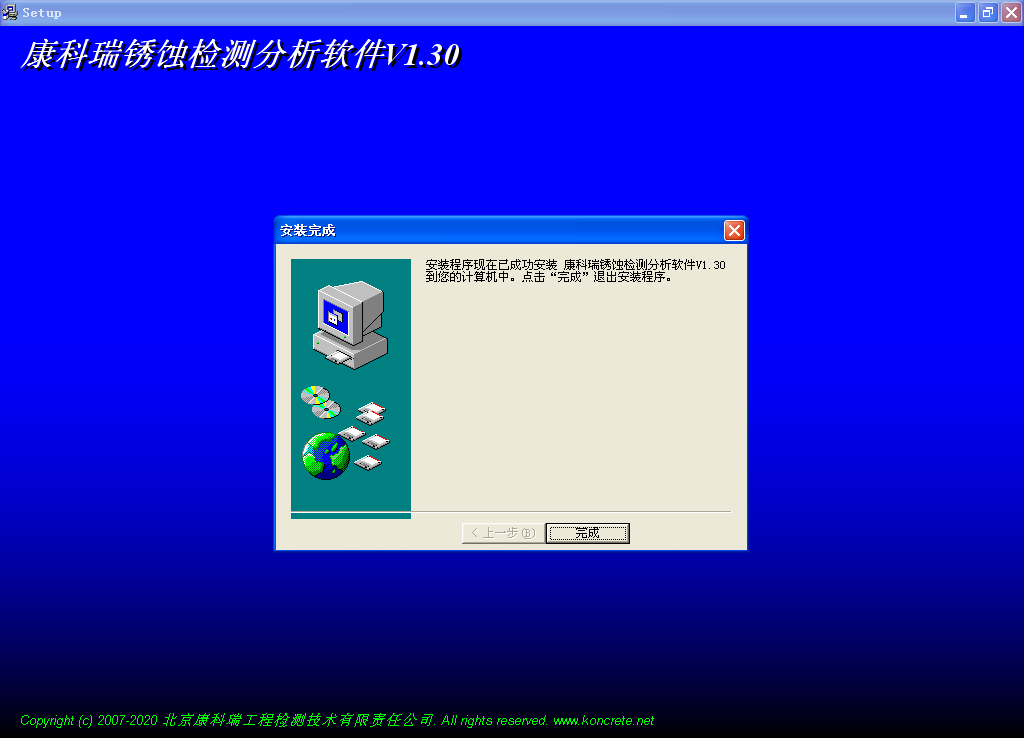 Setup
康科瑞锈蚀检测分析软件V1.30
安装完成
安装程序现在已成功安装 康科瑞锈蚀检测分析软件V1.30
到您的计算机中。点击“完成”退出安装程序。
< 上一步(B)
完成
Copyright (c) 2007-2020 北京康科瑞工程检测技术有限责任公司. All rights reserved. www.koncrete.net